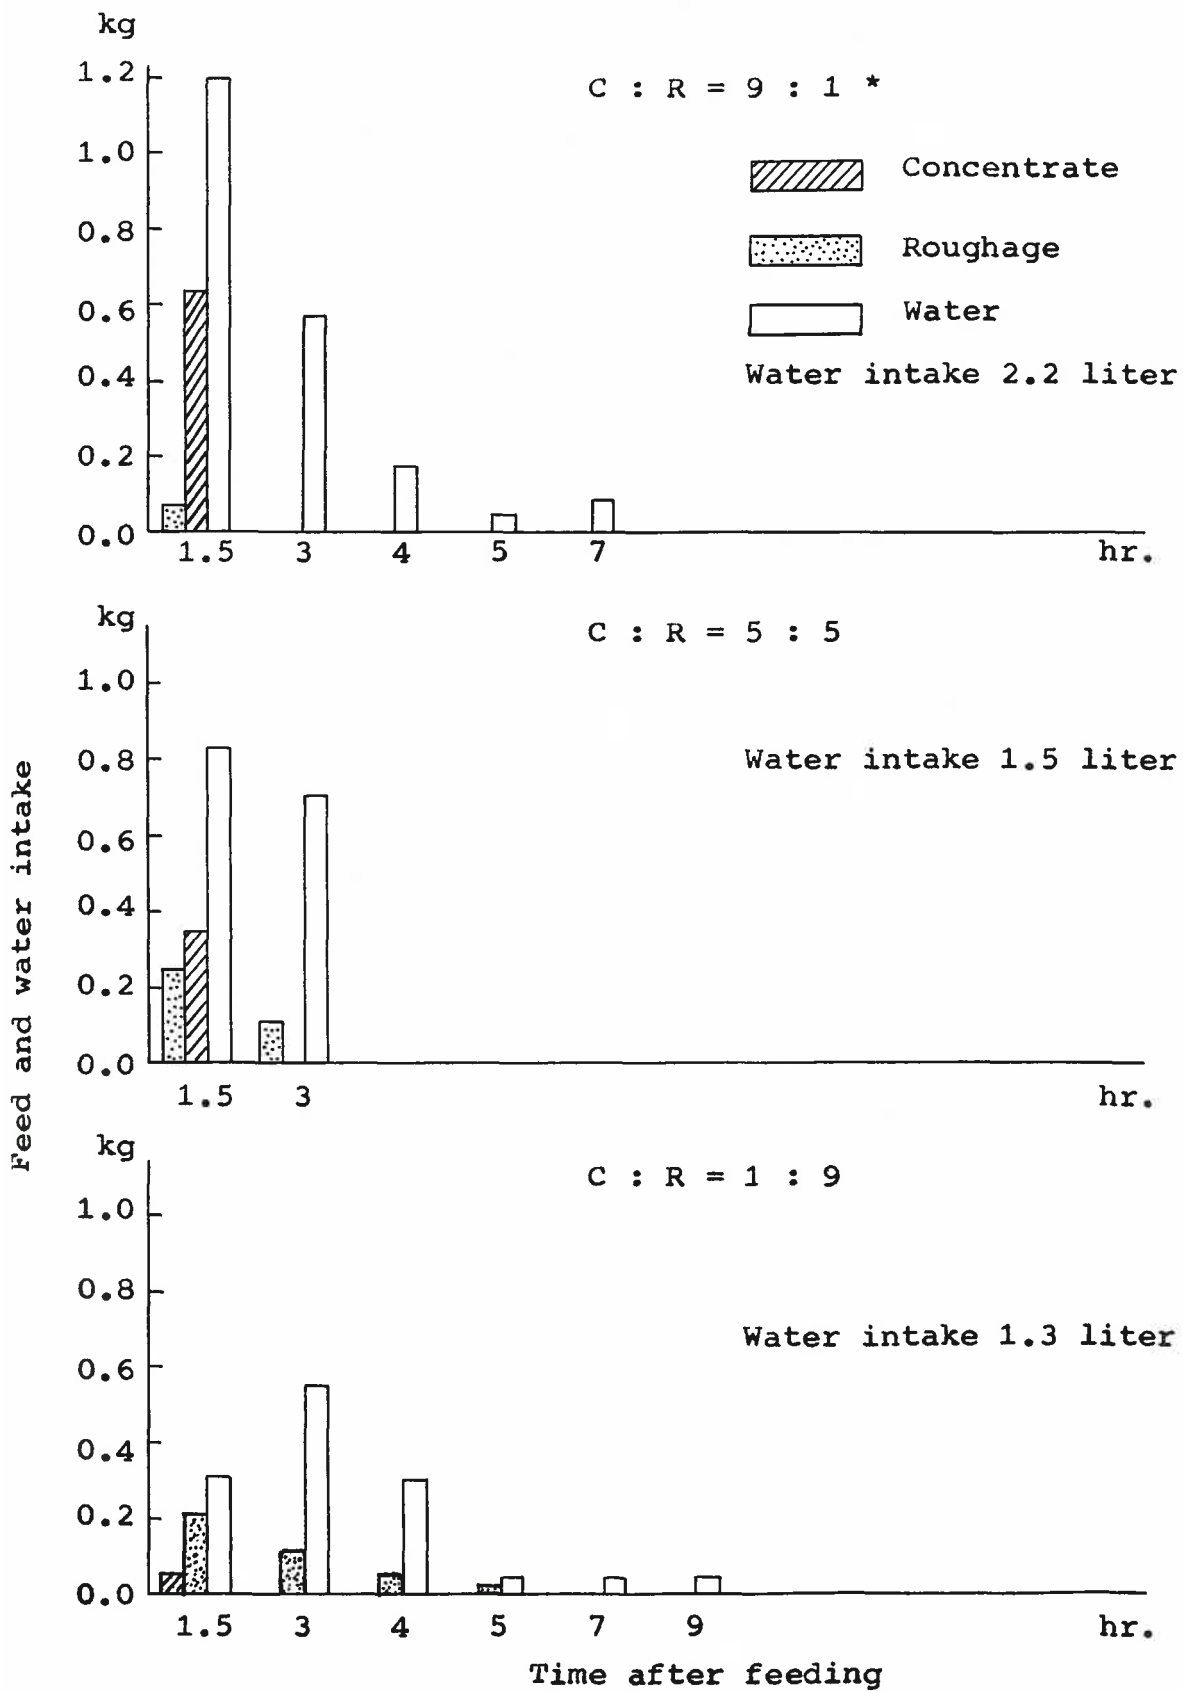 kg
1.2
C : R = 9 : 1 *
1.0
Concentrate
0.8
Roughage
0.6
Water
0.4
Water intake 2.2 liter
0.2
0.0
1.5 3 4 5 7 hr.
kg
C : R = 5 : 5
1.0
0.8
Water intake 1.5 liter
0.6
0.4
0.2
0.0
1.5 3 hr.
Feed and water intake
kg
C : R = 1 : 9
1.0
0.8
Water intake 1.3 liter
0.6
0.4
0.2
0.0
1.5 3 4 5 7 9 hr.
Time after feeding